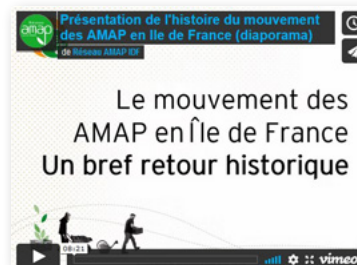 Présentation de l'histoire du mouvement
des AMAP en Ile de France (diaporama)
amap
de Réseau AMAP IDF
Le mouvement des
AMAP en Île de France
Un bref retour historique
08:21
vimeo